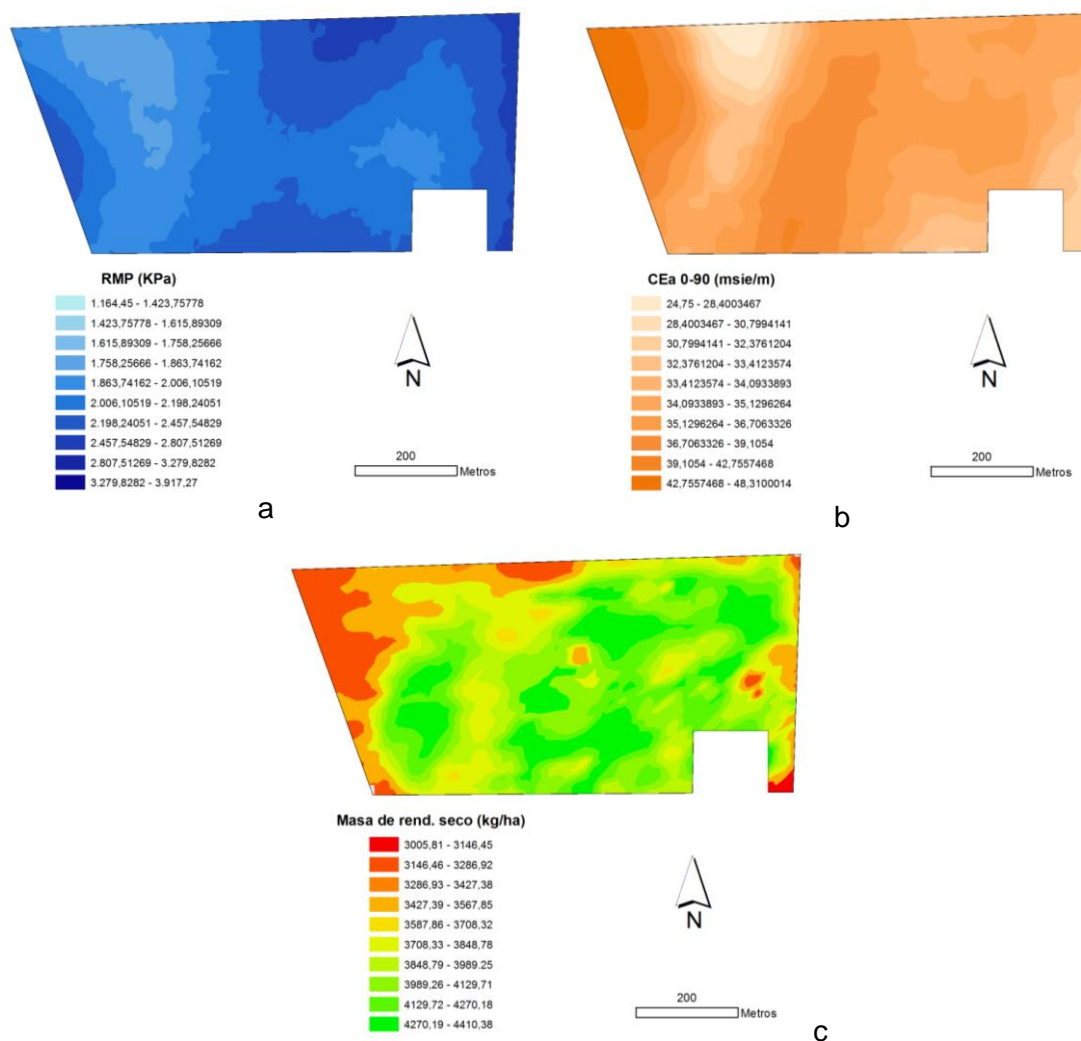 RMP (KPa)
1.164,45 - 1.423,75778
1.423,75778 - 1.615,89309
1.615,89309 - 1.758,25666
1.758,25666 - 1.863,74162
1.863,74162 - 2.006,10519
2.006,10519 - 2.198,24051
2.198,24051 - 2.457,54829
2.457,54829 - 2.807,51269
2.807,51269 - 3.279,8282
3.279,8282 - 3.917,27
N
200
Metros
a
CEa 0-90 (msie/m)
24,75 - 28,4003467
28,4003467 - 30,7994141
30,7994141 - 32,3761204
32,3761204 - 33,4123574
33,4123574 - 34,0933893
34,0933893 - 35,1296264
35,1296264 - 36,7063326
36,7063326 - 39,1054
39,1054 - 42,7557468
42,7557468 - 48,3100014
N
200
Metros
b
Masa de rend. seco (kg/ha)
3005,81 - 3146,45
3146,46 - 3286,92
3286,93 - 3427,38
3427,39 - 3567,85
3587,86 - 3708,32
3708,33 - 3848,78
3848,79 - 3989.25
3989,26 - 4129,71
4129,72 - 4270,18
4270,19 - 4410,38
N
200
Metros
c